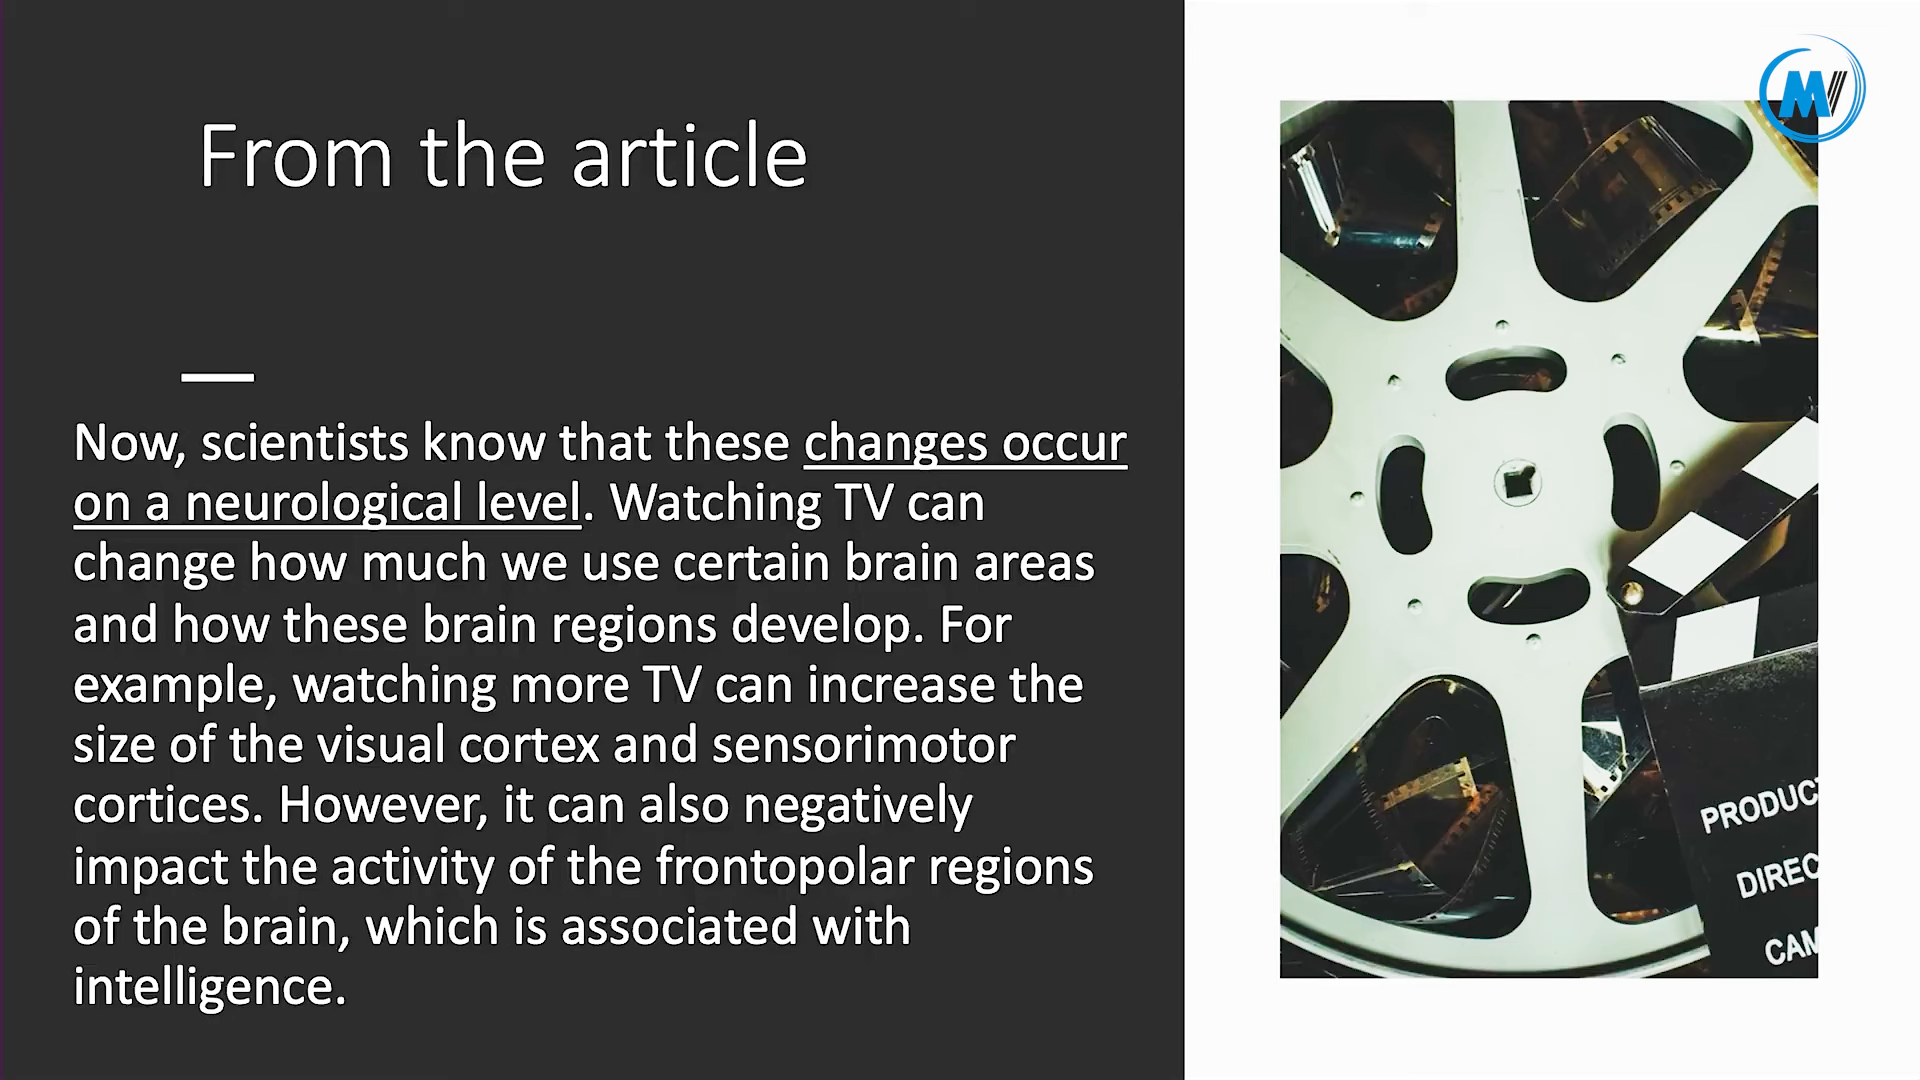 From the article
Now, scientists know that these changes occur
on a neurological level. Watching TV can
change how much we use certain brain areas
and how these brain regions develop. For
example, watching more TV can increase the
size of the visual cortex and sensorimotor
cortices. However, it can also negatively
impact the activity of the frontopolar regions
of the brain, which is associated with
intelligence.
PRODUC
DIREC
CAM